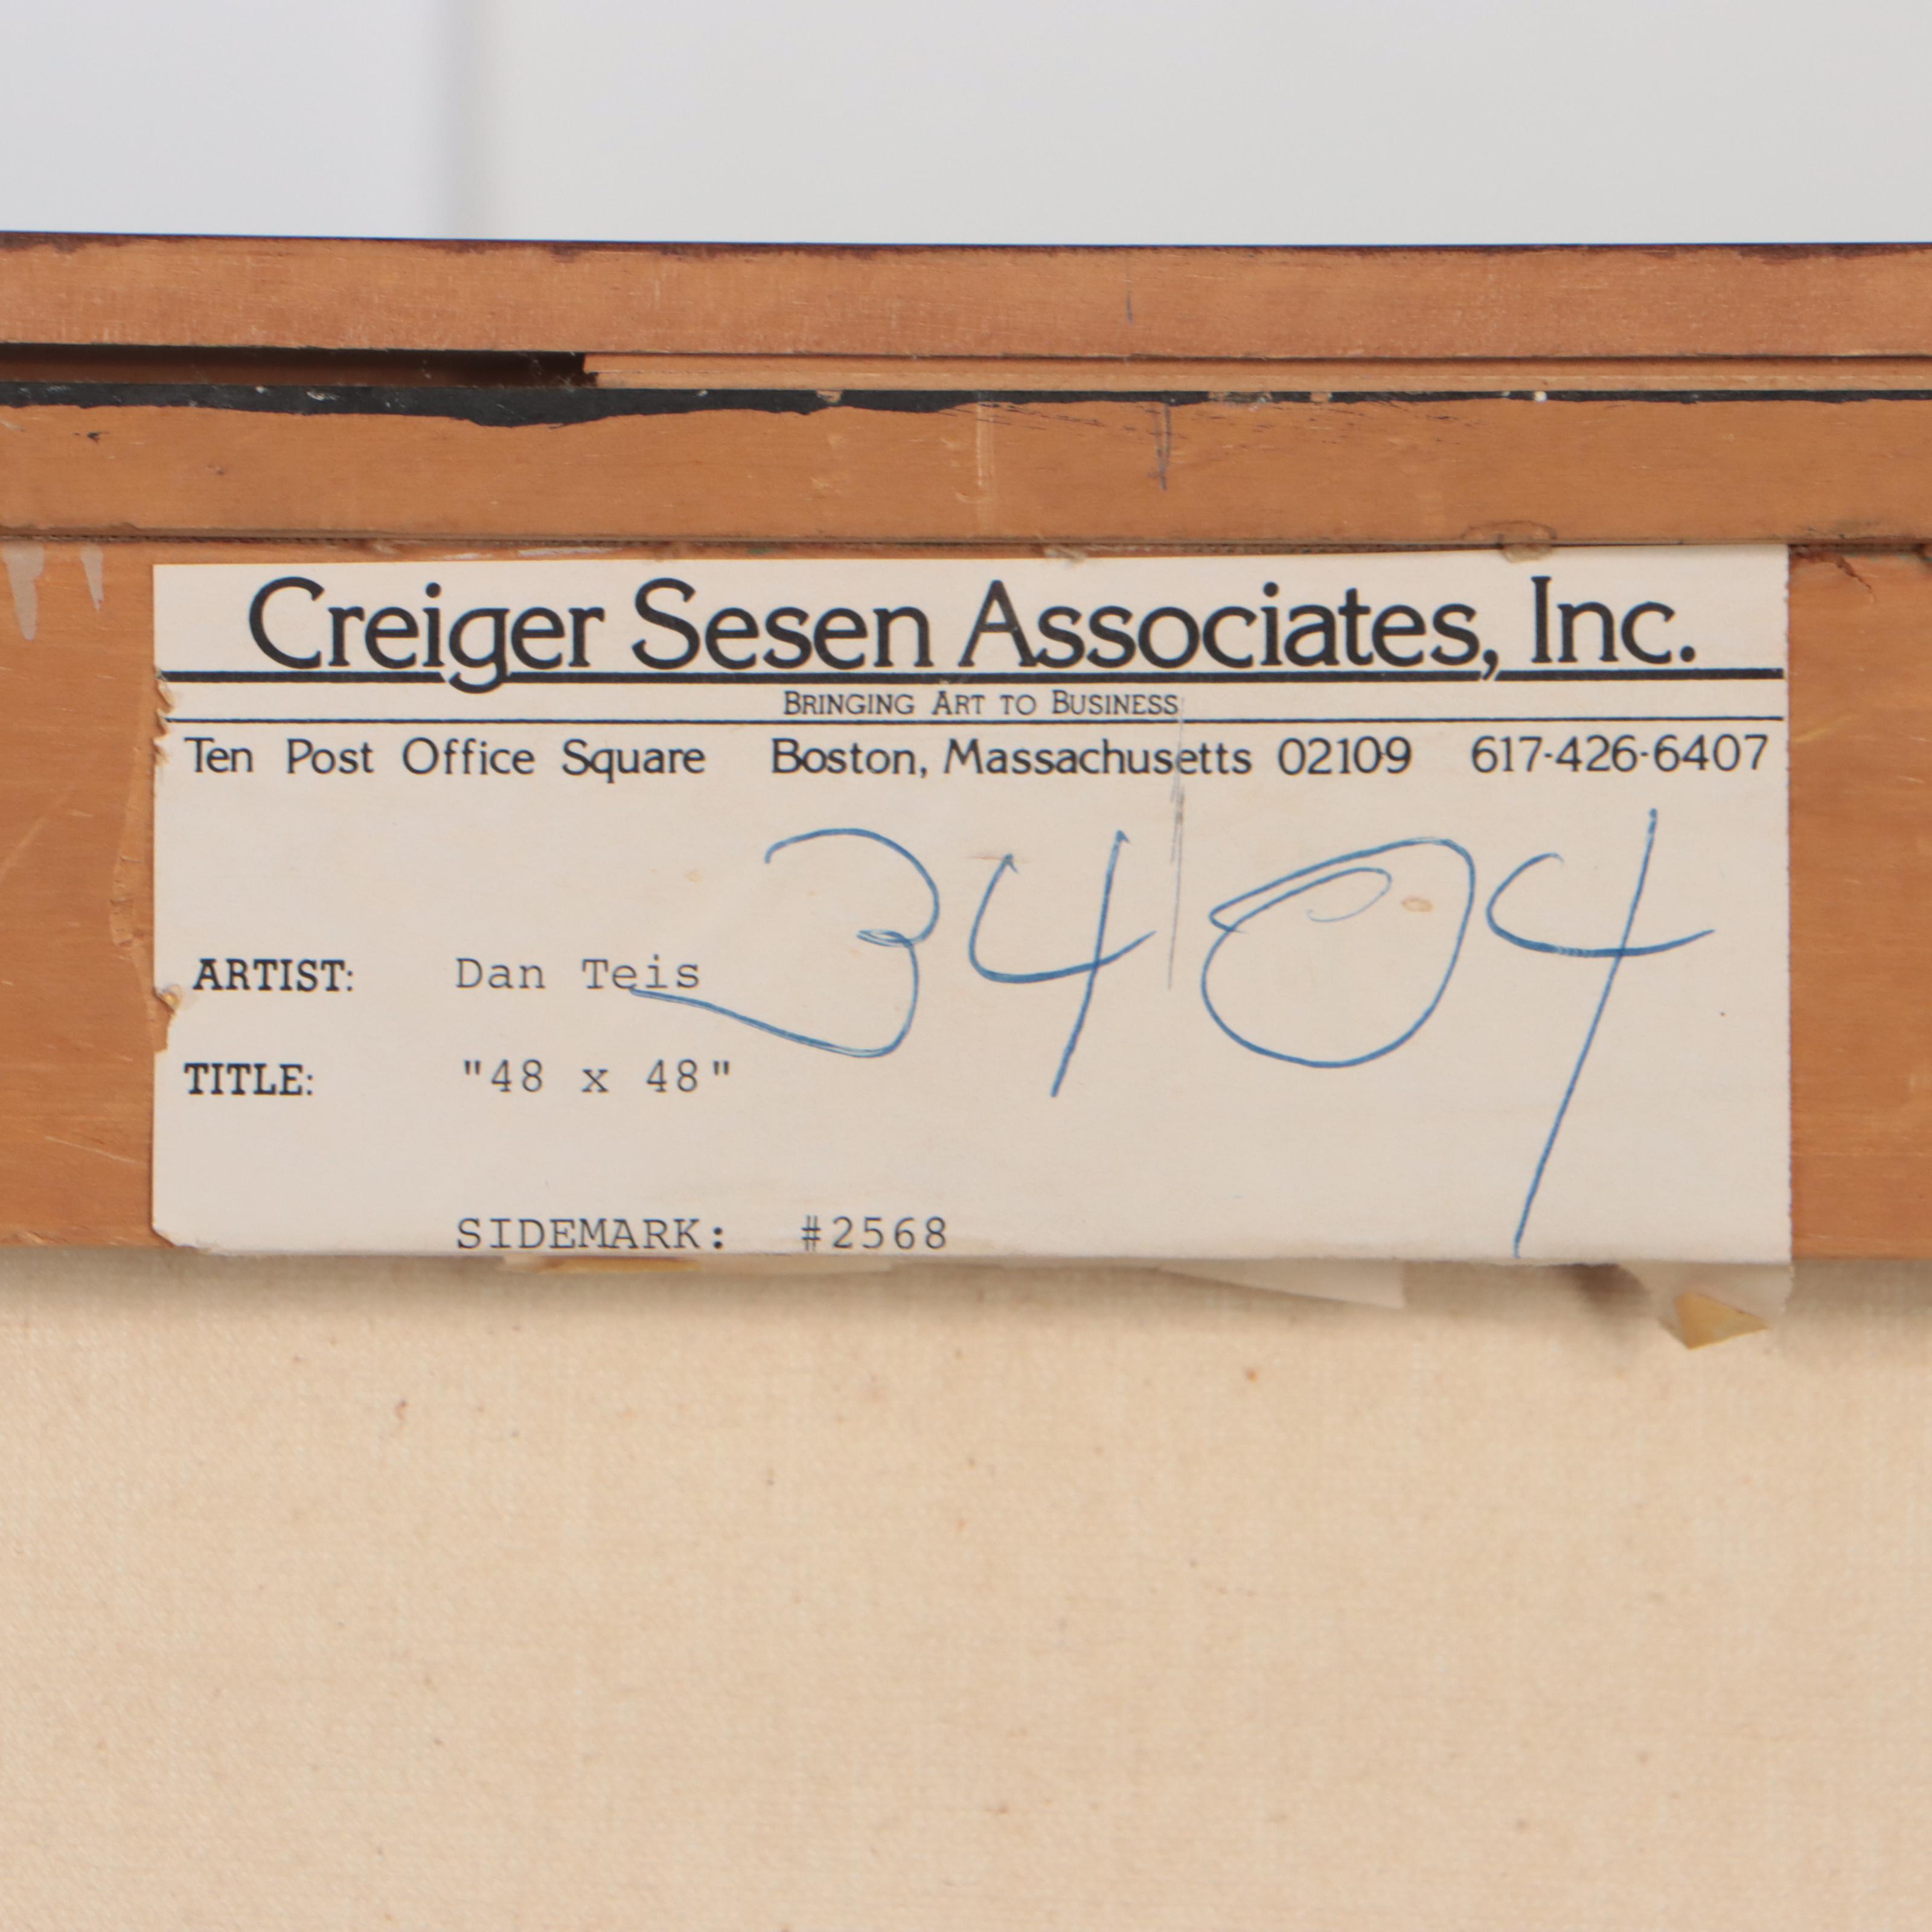 Creiger Sesen Associates, Inc.
Bringing Art to Business
Ten Post Office Square Boston, Massachusetts 02109 617-426-6407
3404
ARTIST: Dan Teis
TITLE: "48 x 48"
SIDEMARK: #2568